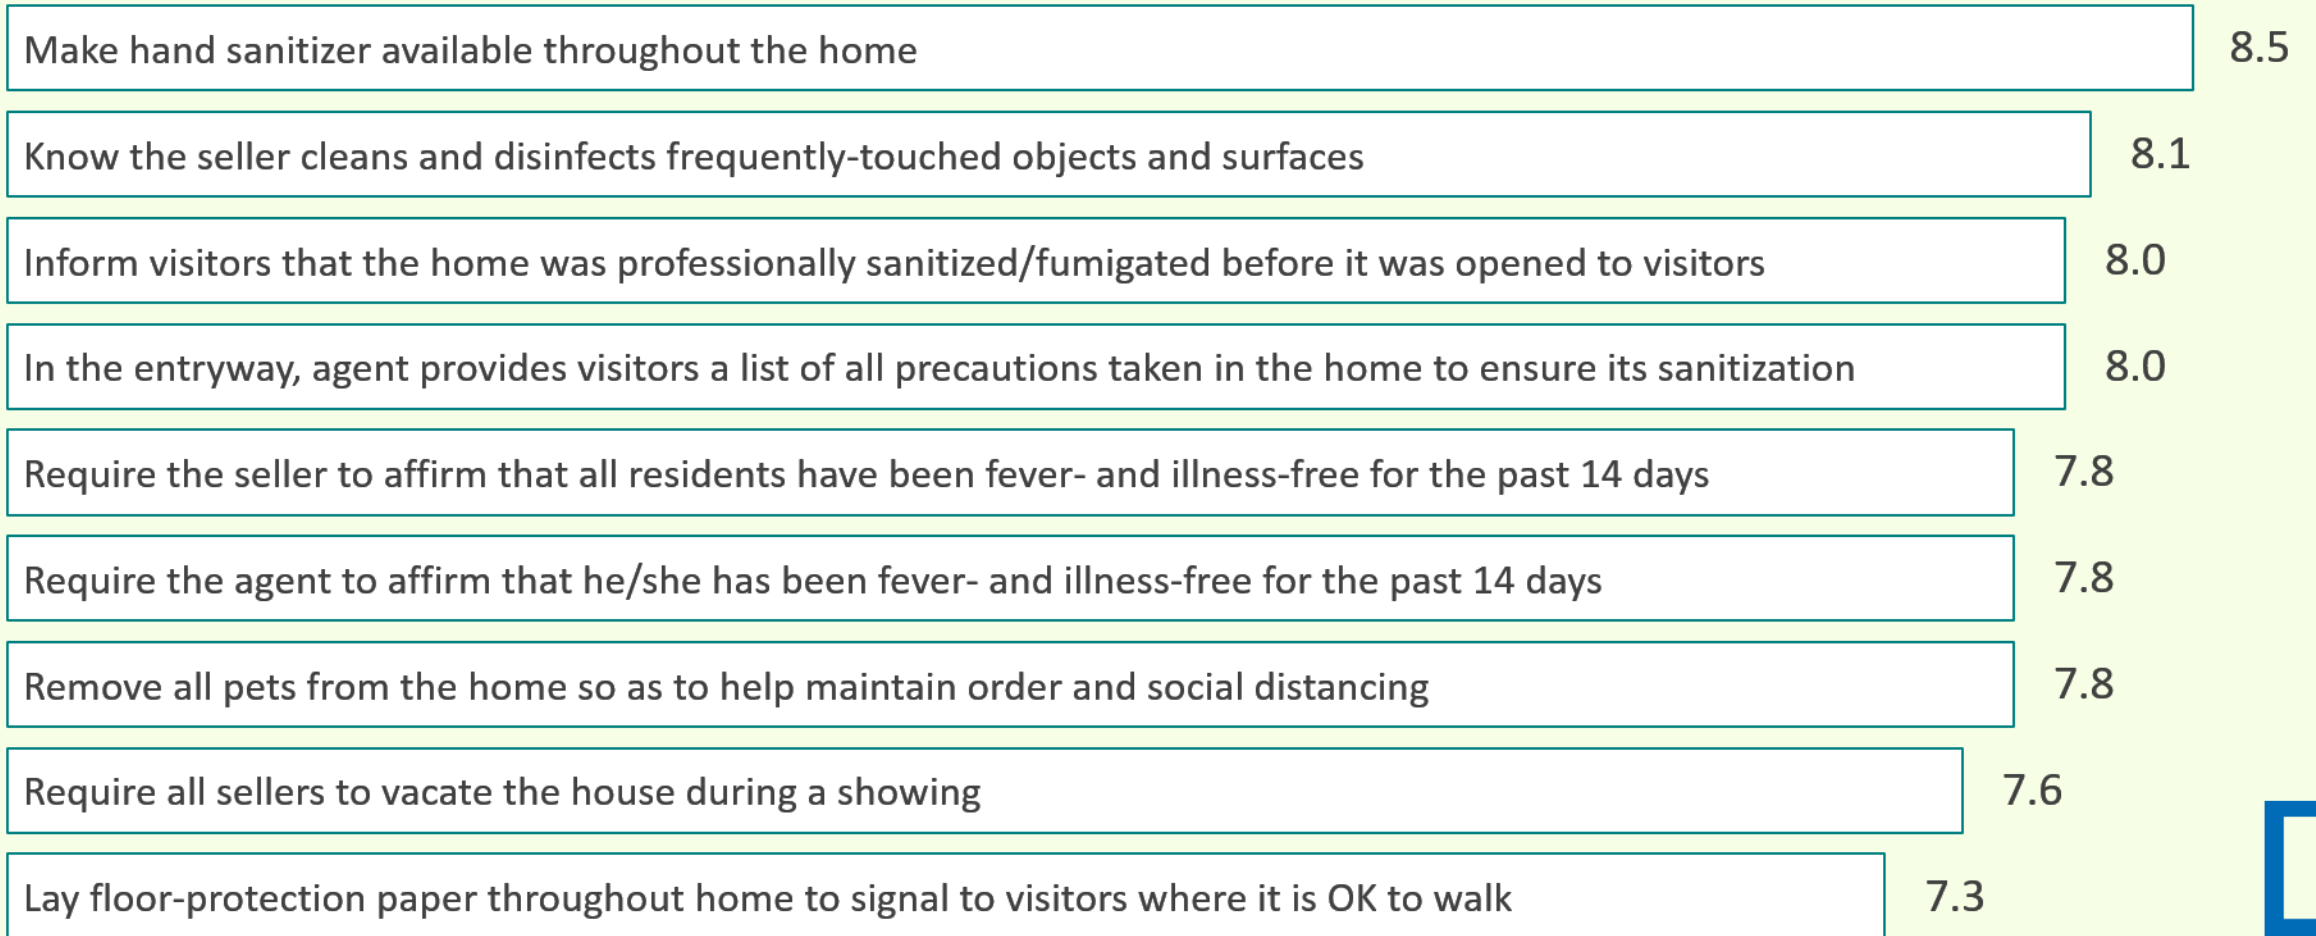 Make hand sanitizer available throughout the home 8.5
Know the seller cleans and disinfects frequently-touched objects and surfaces 8.1
Inform visitors that the home was professionally sanitized/fumigated before it was opened to visitors 8.0
In the entryway, agent provides visitors a list of all precautions taken in the home to ensure its sanitization 8.0
Require the seller to affirm that all residents have been fever- and illness-free for the past 14 days 7.8
Require the agent to affirm that he/she has been fever- and illness-free for the past 14 days 7.8
Remove all pets from the home so as to help maintain order and social distancing 7.8
Require all sellers to vacate the house during a showing 7.6
Lay floor-protection paper throughout home to signal to visitors where it is OK to walk 7.3